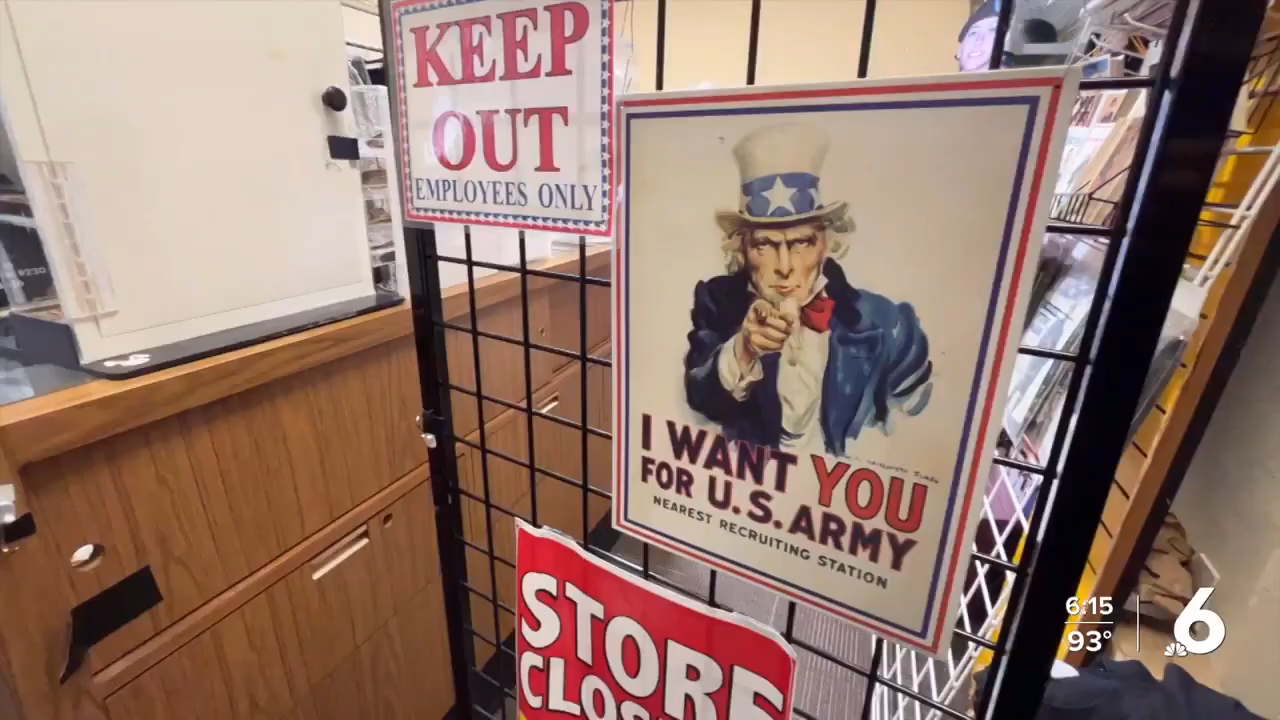 KEEP
OUT
EMPLOYEES ONLY
I WANT YOU
FOR U.S. ARMY
NEAREST RECRUITING STATION
STORE
6:15
93°
6